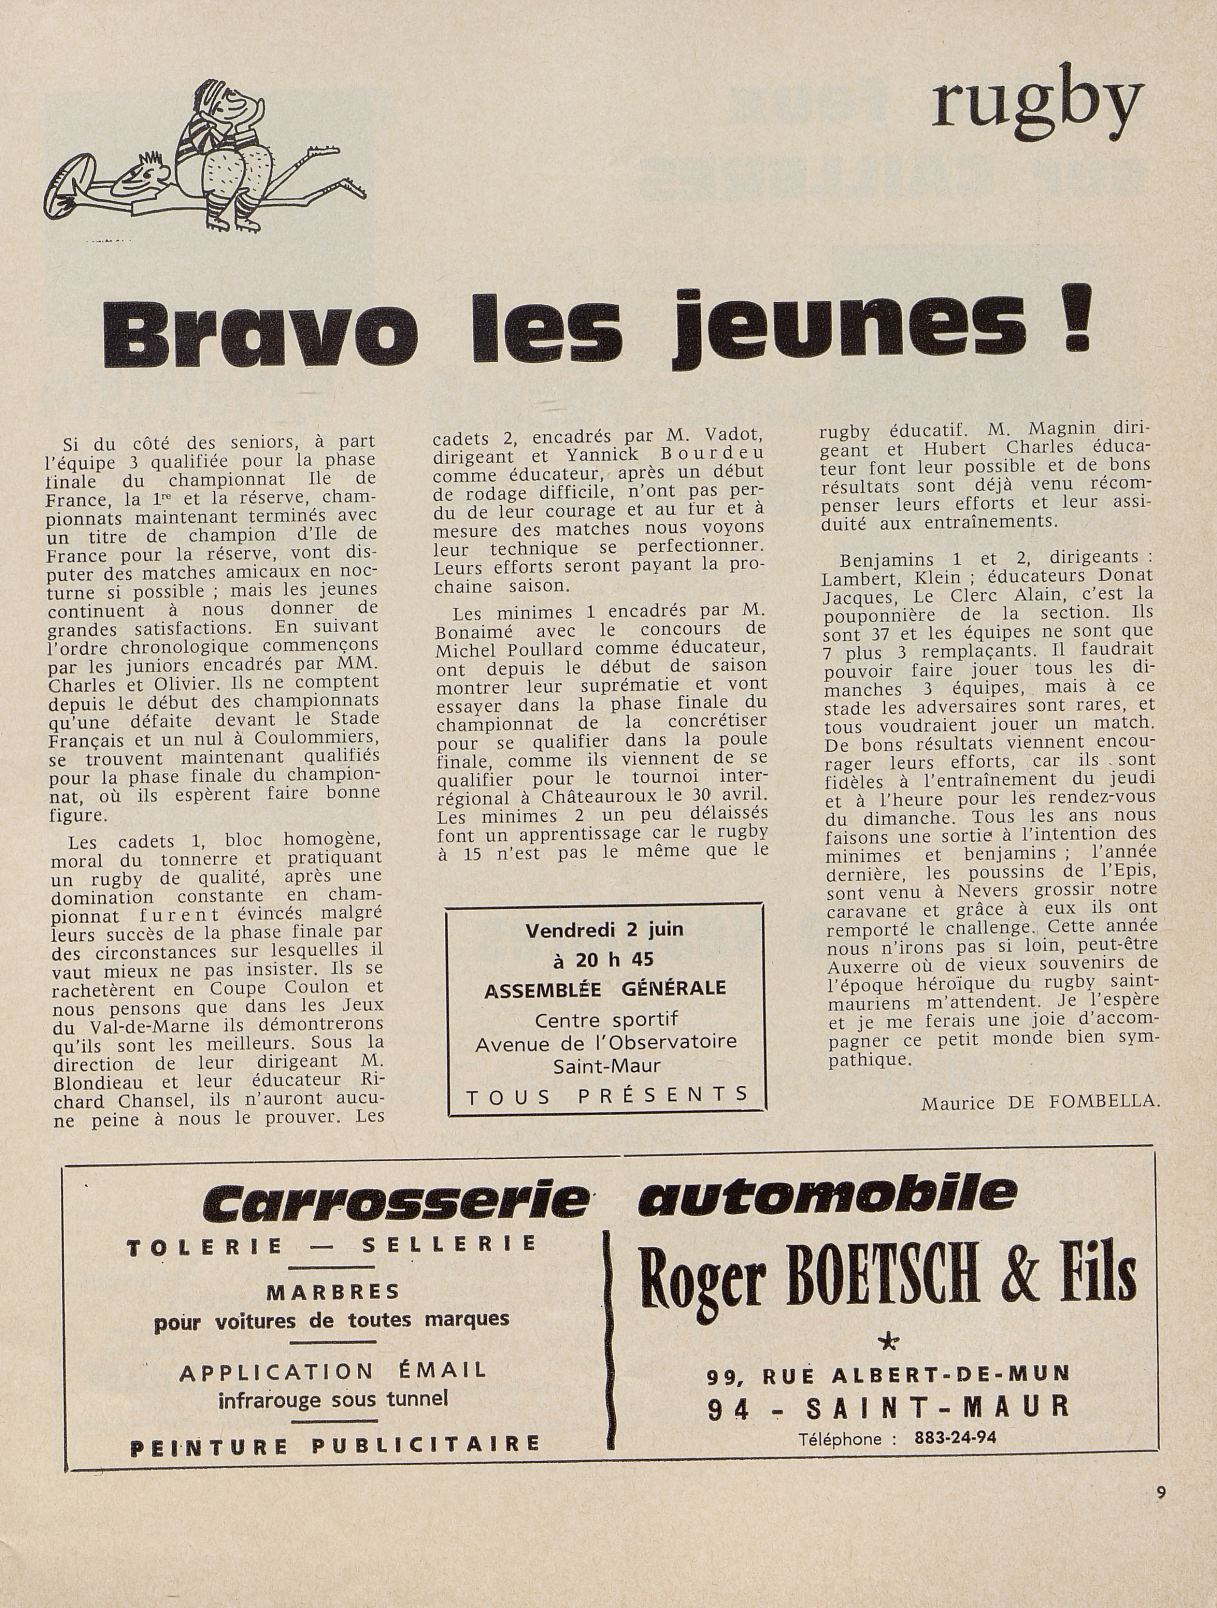 rugby
Bravo les jeunes !
Si du côté des seniors, à part
l'équipe 3 qualifiée pour la phase
finale du championnat Ile de
France, la 1re et la réserve, cham-
pionnats maintenant terminés avec
un titre de champion d'Ile de
France pour la réserve, vont dis-
puter des matches amicaux en noc-
turne si possible ; mais les jeunes
continuent à nous donner de
grandes satisfactions. En suivant
l'ordre chronologique commençons
par les juniors encadrés par MM.
Charles et Olivier. Ils ne comptent
depuis le début des championnats
qu'une défaite devant le Stade
Français et un nul à Coulommiers,
se trouvent maintenant qualifiés
pour la phase finale du champion-
nat, où ils espèrent faire bonne
figure.
Les cadets 1, bloc homogène,
moral du tonnerre et pratiquant
un rugby de qualité, après une
domination constante en cham-
pionnat furent évincés malgré
leurs succès de la phase finale par
des circonstances sur lesquelles il
vaut mieux ne pas insister. Ils se
rachetèrent en Coupe Coulon et
nous pensons que dans les Jeux
du Val-de-Marne ils démontrerons
qu'ils sont les meilleurs. Sous la
direction de leur dirigeant M.
Blondieau et leur éducateur Ri-
chard Chansel, ils n'auront aucu-
ne peine à nous le prouver. Les
cadets 2, encadrés par M. Vadot,
dirigeant et Yannick Bourdeu
comme éducateur, après un début
de rodage difficile, n'ont pas per-
du de leur courage et au fur et à
mesure des matches nous voyons
leur technique se perfectionner.
Leurs efforts seront payant la pro-
chaine saison.
Les minimes 1 encadrés par M.
Bonaimé avec le concours de
Michel Poullard comme éducateur,
ont depuis le début de saison
montrer leur suprématie et vont
essayer dans la phase finale du
championnat de la concrétiser
pour se qualifier dans la poule
finale, comme ils viennent de se
qualifier pour le tournoi inter-
régional à Châteauroux le 30 avril.
Les minimes 2 un peu délaissés
font un apprentissage car le rugby
à 15 n'est pas le même que le
Vendredi 2 juin
à 20 h 45
ASSEMBLÉE GÉNÉRALE
Centre sportif
Avenue de l'Observatoire
Saint-Maur
TOUS PRÉSENTS
rugby éducatif. M. Magnin diri-
geant et Hubert Charles éduca-
teur font leur possible et de bons
résultats sont déjà venu récom-
penser leurs efforts et leur assi-
duité aux entraînements.
Benjamins 1 et 2, dirigeants :
Lambert, Klein ; éducateurs Donat
Jacques, Le Clerc Alain, c'est la
pouponnière de la section. Ils
sont 37 et les équipes ne sont que
7 plus 3 remplaçants. Il faudrait
pouvoir faire jouer tous les di-
manches 3 équipes, mais à ce
stade les adversaires sont rares, et
tous voudraient jouer un match.
De bons résultats viennent encou-
rager leurs efforts, car ils sont
fidèles à l'entraînement du jeudi
et à l'heure pour les rendez-vous
du dimanche. Tous les ans nous
faisons une sortie à l'intention des
minimes et benjamins ; l'année
dernière, les poussins de l'Epis,
sont venu à Nevers grossir notre
caravane et grâce à eux ils ont
remporté le challenge. Cette année
nous n'irons pas si loin, peut-être
Auxerre où de vieux souvenirs de
l'époque héroïque du rugby saint-
mauriens m'attendent. Je l'espère
et je me ferais une joie d'accom-
pagner ce petit monde bien sym-
pathique.
Maurice DE FOMBELLA.
Carrosserie automobile
TOLERIE — SELLERIE
MARBRES
pour voitures de toutes marques
APPLICATION ÉMAIL
infrarouge sous tunnel
PEINTURE PUBLICITAIRE
Roger BOETSCH & Fils
99, RUE ALBERT-DE-MUN
94 - SAINT-MAUR
Téléphone : 883-24-94
9